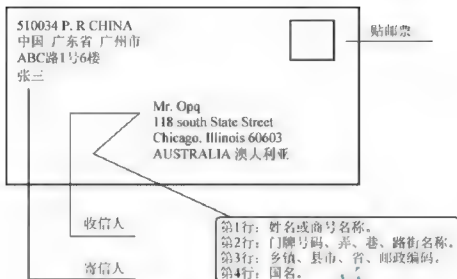 510034 P. R CHINA
中国 广东省 广州市
ABC路1号6楼
张三
贴邮票
Mr. Opq
118 south State Street
Chicago, Illinois 60603
AUSTRALIA 澳大利亚
收信人
寄信人
第1行：姓名或商号名称。
第2行：门牌号码、弄、巷、路街名称。
第3行：乡镇、县市、省、邮政编码。
第4行：国名。